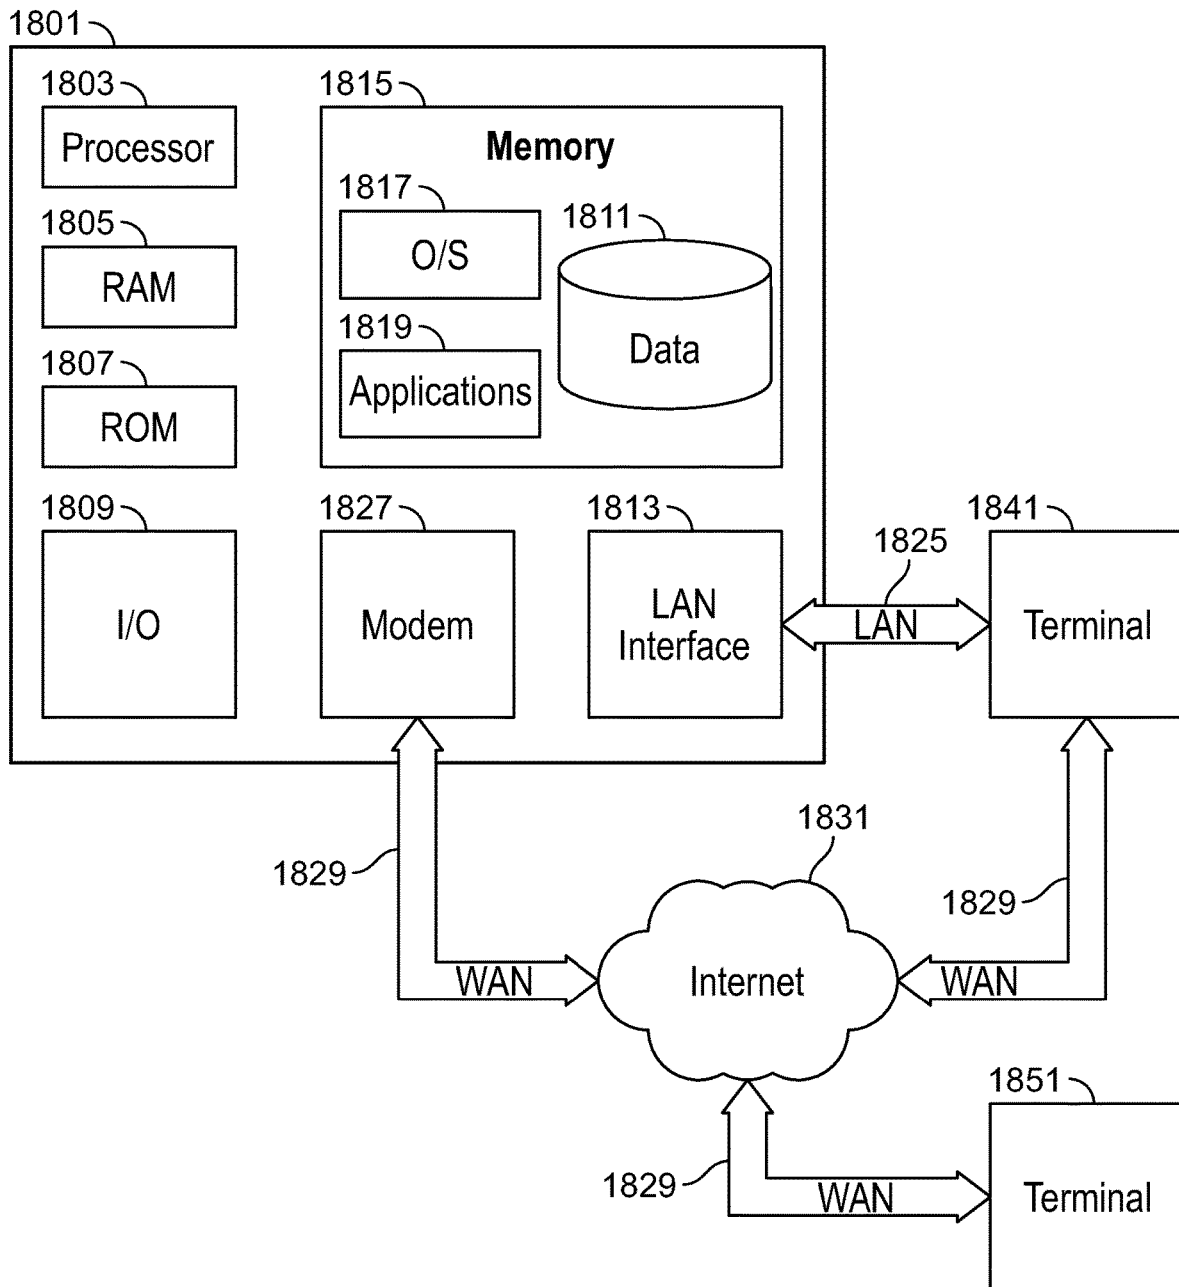 1801
1803
Processor
1805
RAM
1807
ROM
1809
I/O
1815
Memory
1817
O/S
1811
Data
1819
Applications
1827
Modem
1813
LAN
Interface
1825
LAN
1841
Terminal
1829
WAN
1831
Internet
1829
WAN
1829
WAN
1851
Terminal